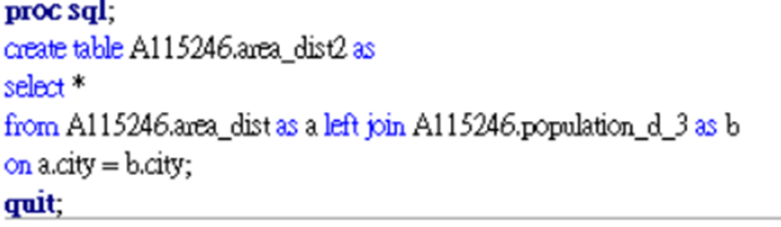 proc sql;
create table A115246.area_dist2 as
select *
from A115246.area_dist as a left join A115246.population_d_3 as b
on a.city = b.city;
quit;